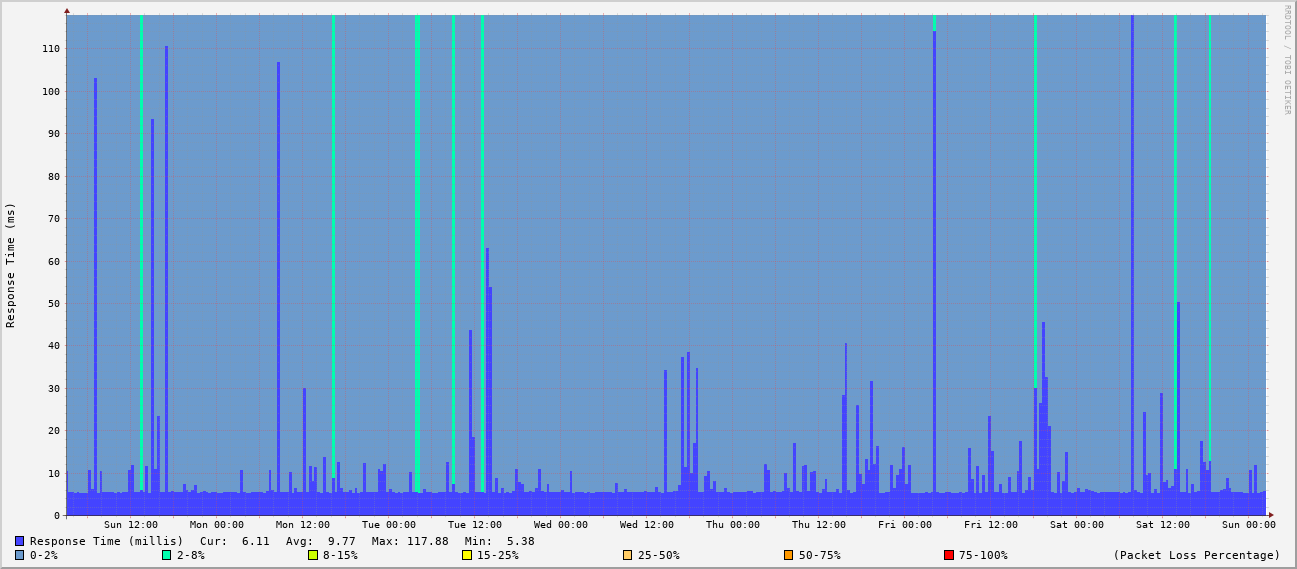 RRDTOOL / TOBI OETIKER
Response Time (ms)
110
100
90
80
70
60
50
40
30
20
10
0
Sun 12:00 Mon 00:00 Mon 12:00 Tue 00:00 Tue 12:00 Wed 00:00 Wed 12:00 Thu 00:00 Thu 12:00 Fri 00:00 Fri 12:00 Sat 00:00 Sat 12:00 Sun 00:00
Response Time (millis) Cur: 6.11 Avg: 9.77 Max: 117.88 Min: 5.38
0-2% 2-8% 8-15% 15-25% 25-50% 50-75% 75-100% (Packet Loss Percentage)